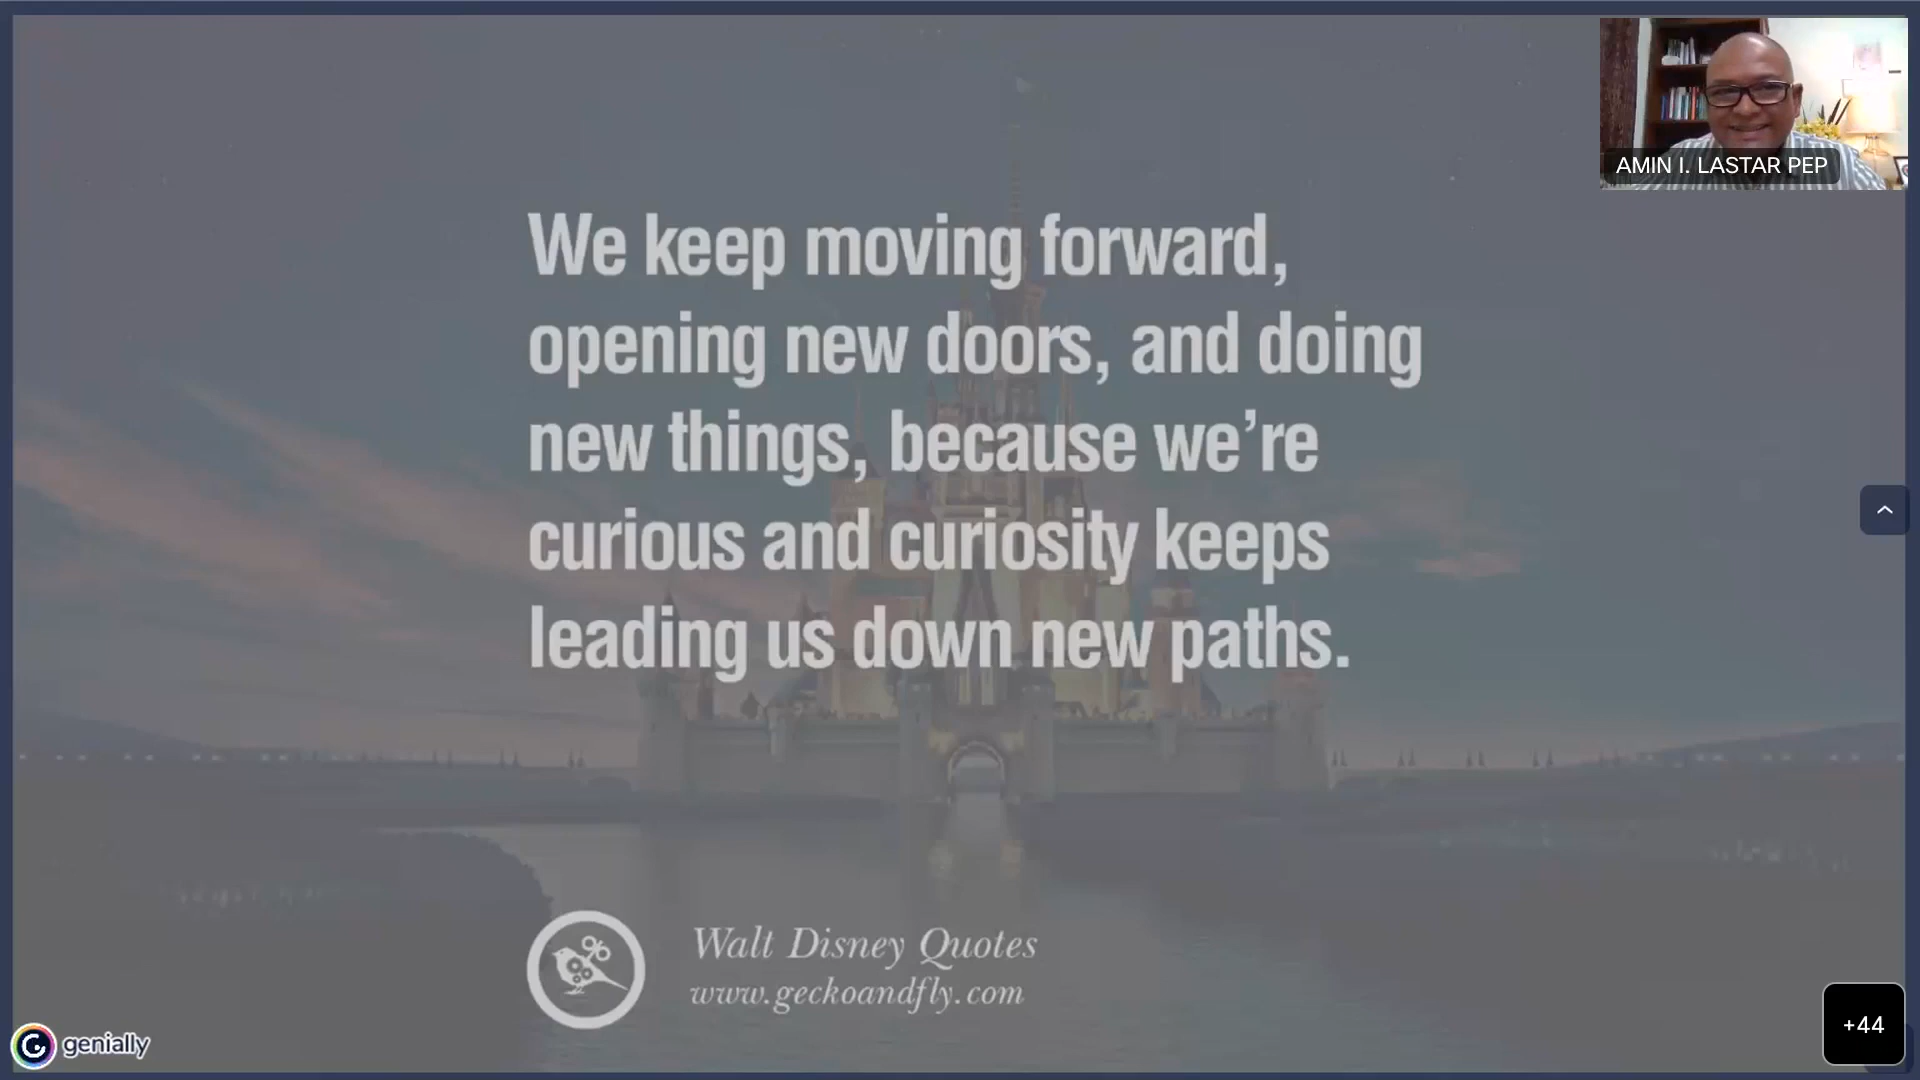 AMIN I. LASTAR PEP
We keep moving forward,
opening new doors, and doing
new things, because we’re
curious and curiosity keeps
leading us down new paths.
Walt Disney Quotes
www.geckoandfly.com
genially
+44